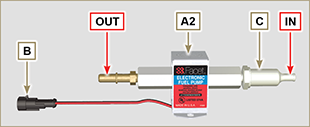 OUT
A2
C
IN
B
Facet
ELECTRONIC
FUEL PUMP